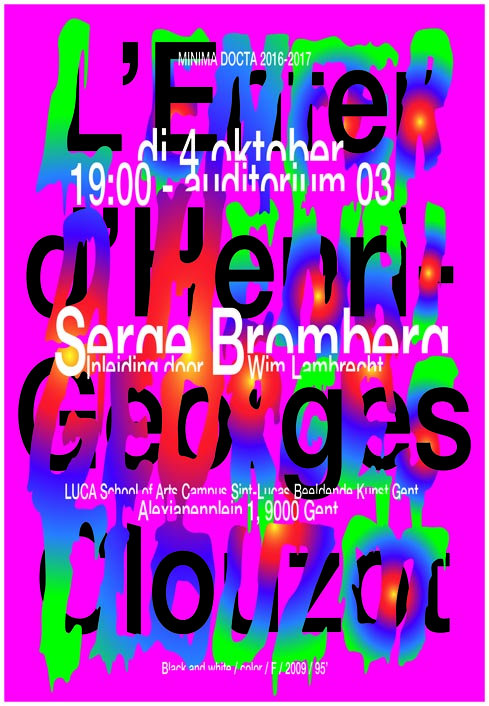 MINIMA DOCTA 2016-2017
L'Enfer
di 4 oktober
19:00 - auditorium 03
d'Henri-
Serge Bromberg
Inleiding door Wim Lambrecht
Georges
LUCA School of Arts Campus Sint-Lucas Beeldende Kunst Gent
Alexianenplein 1, 9000 Gent
Clouzot
Black and white / color / F / 2009 / 95'